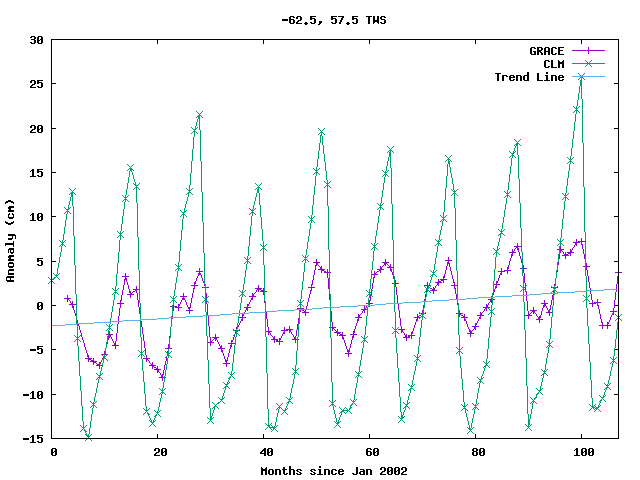 -62.5, 57.5 TWS
GRACE
CLM
Trend Line
30
25
20
15
10
5
0
-5
-10
-15
Anomaly (cm)
0 20 40 60 80 100
Months since Jan 2002